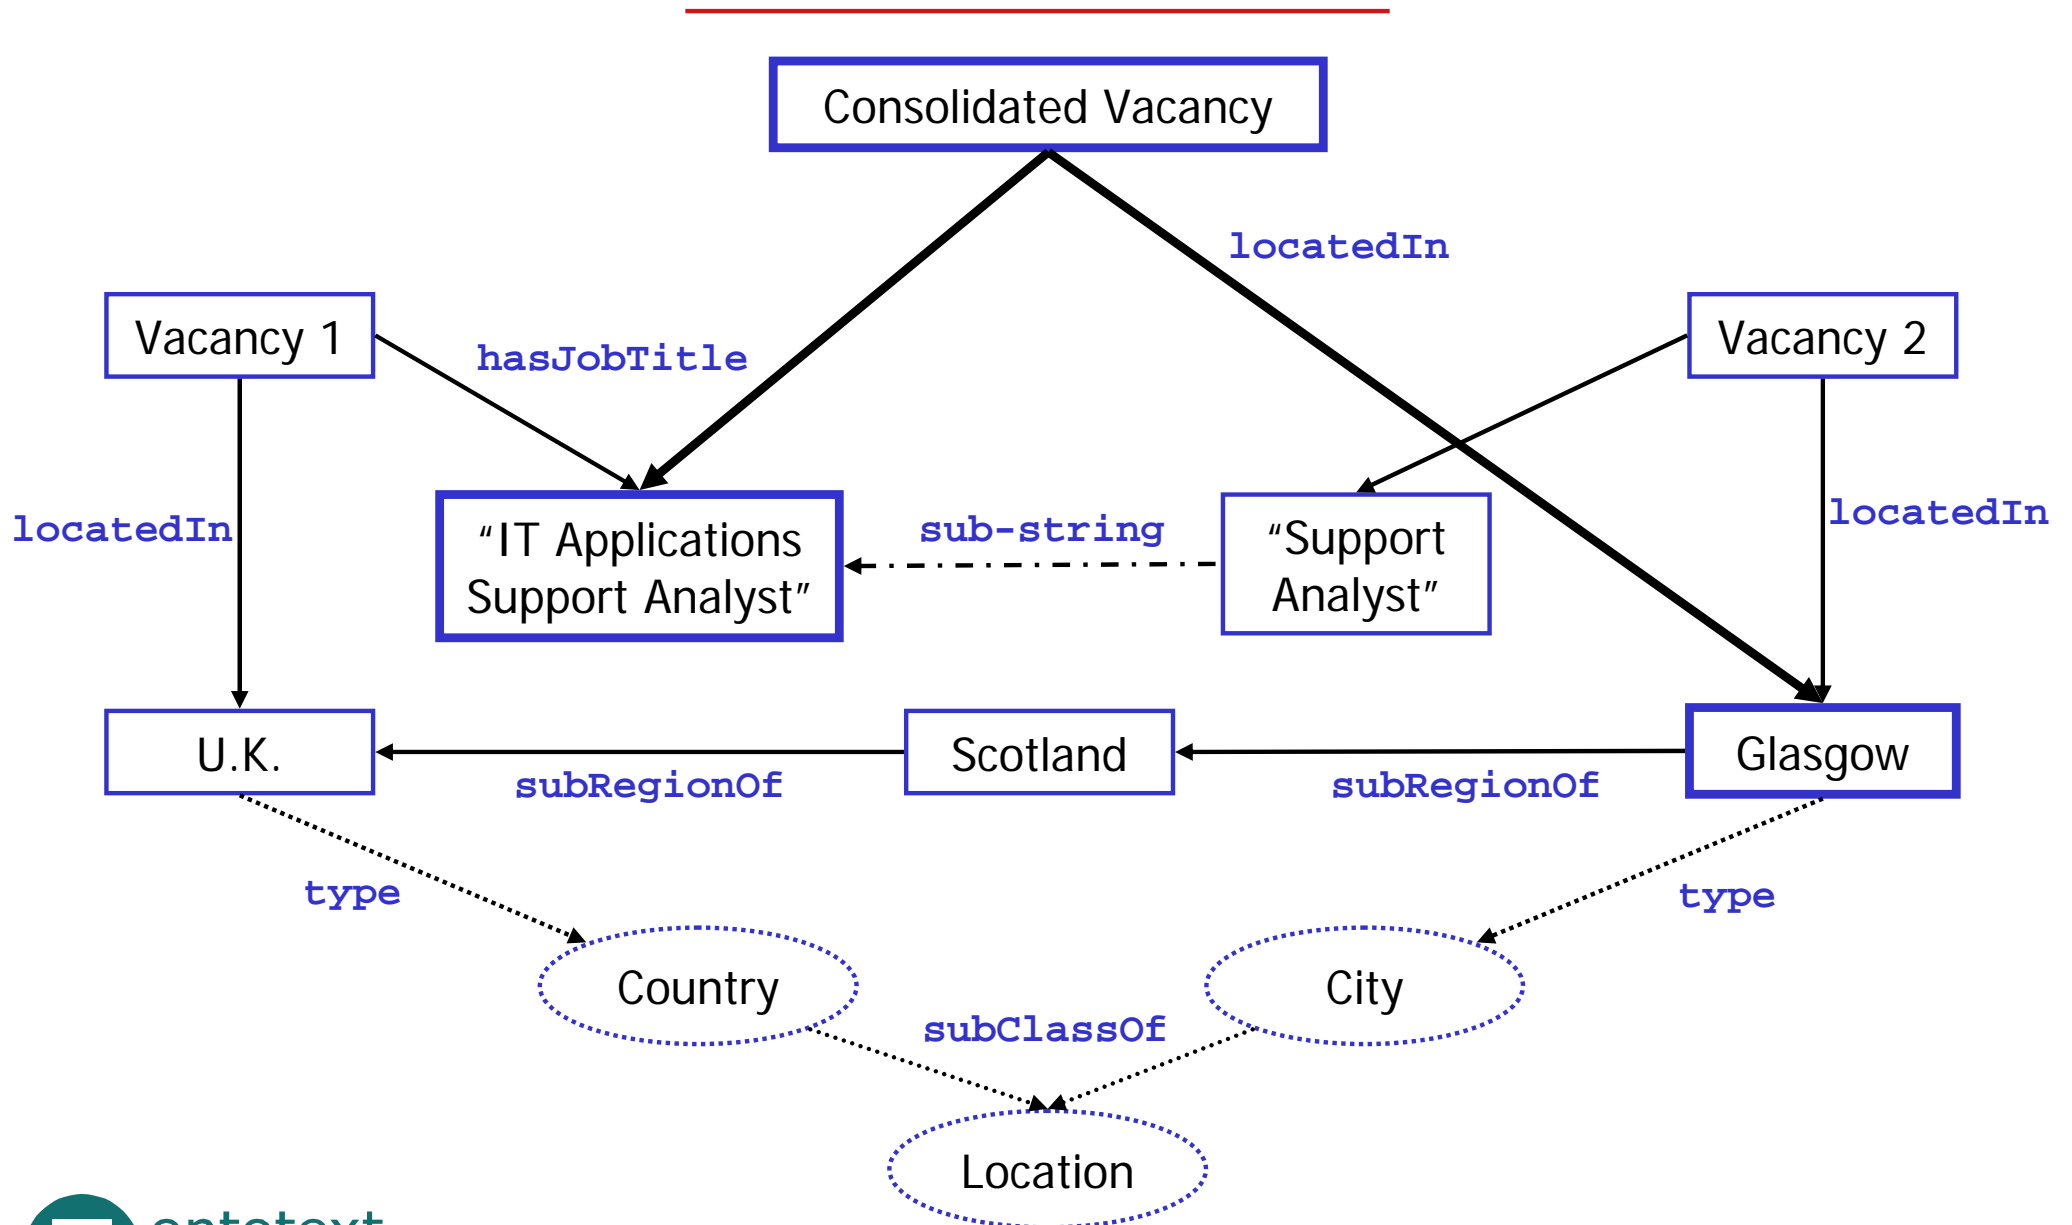 Consolidated Vacancy
locatedIn
Vacancy 1
hasJobTitle
Vacancy 2
locatedIn
“IT Applications
Support Analyst”
sub-string
“Support
Analyst”
locatedIn
U.K.
subRegionOf
Scotland
subRegionOf
Glasgow
type
type
Country
City
subClassOf
Location
ontotext